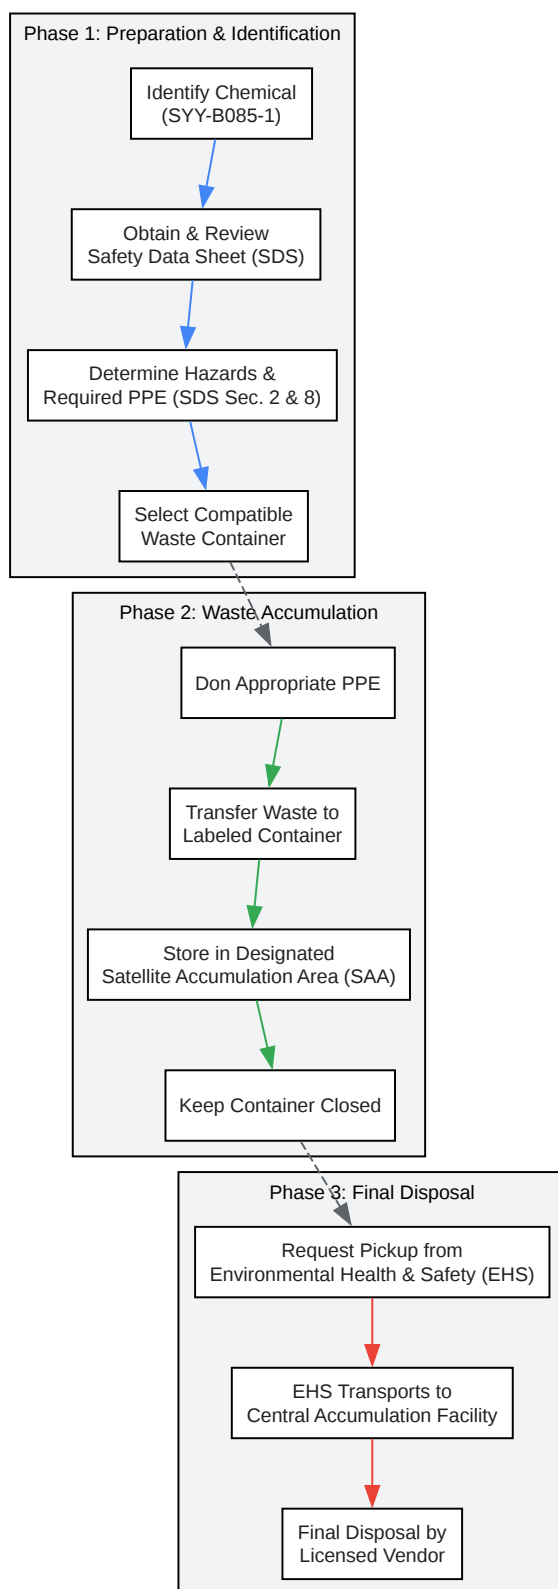 Phase 1: Preparation & Identification
Identify Chemical
(SYY-B085-1)
Obtain & Review
Safety Data Sheet (SDS)
Determine Hazards &
Required PPE (SDS Sec. 2 & 8)
Select Compatible
Waste Container
Phase 2: Waste Accumulation
Don Appropriate PPE
Transfer Waste to
Labeled Container
Store in Designated
Satellite Accumulation Area (SAA)
Keep Container Closed
Phase 3: Final Disposal
Request Pickup from
Environmental Health & Safety (EHS)
EHS Transports to
Central Accumulation Facility
Final Disposal by
Licensed Vendor